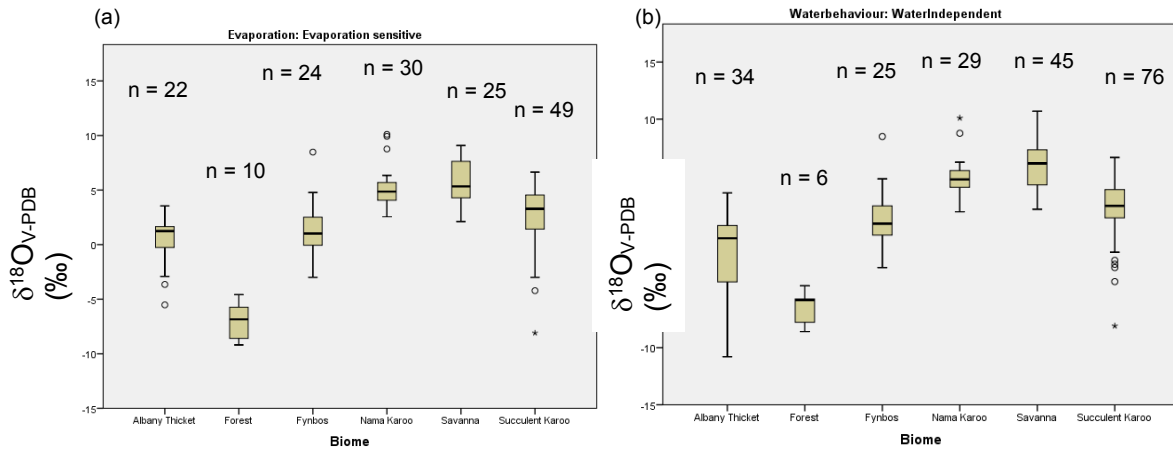 (a)
Evaporation: Evaporation sensitive
n = 22
n = 10
n = 24
n = 30
n = 25
n = 49
15
10
5
0
-5
-10
-15
δ18OV-PDB
(‰)
Albany Thicket Forest Fynbos Nama Karoo Savanna Succulent Karoo
Biome
(b)
Waterbehaviour: WaterIndependent
n = 34
n = 6
n = 25
n = 29
n = 45
n = 76
15
10
-10
-15
δ18OV-PDB
(‰)
Albany Thicket Forest Fynbos Nama Karoo Savanna Succulent Karoo
Biome